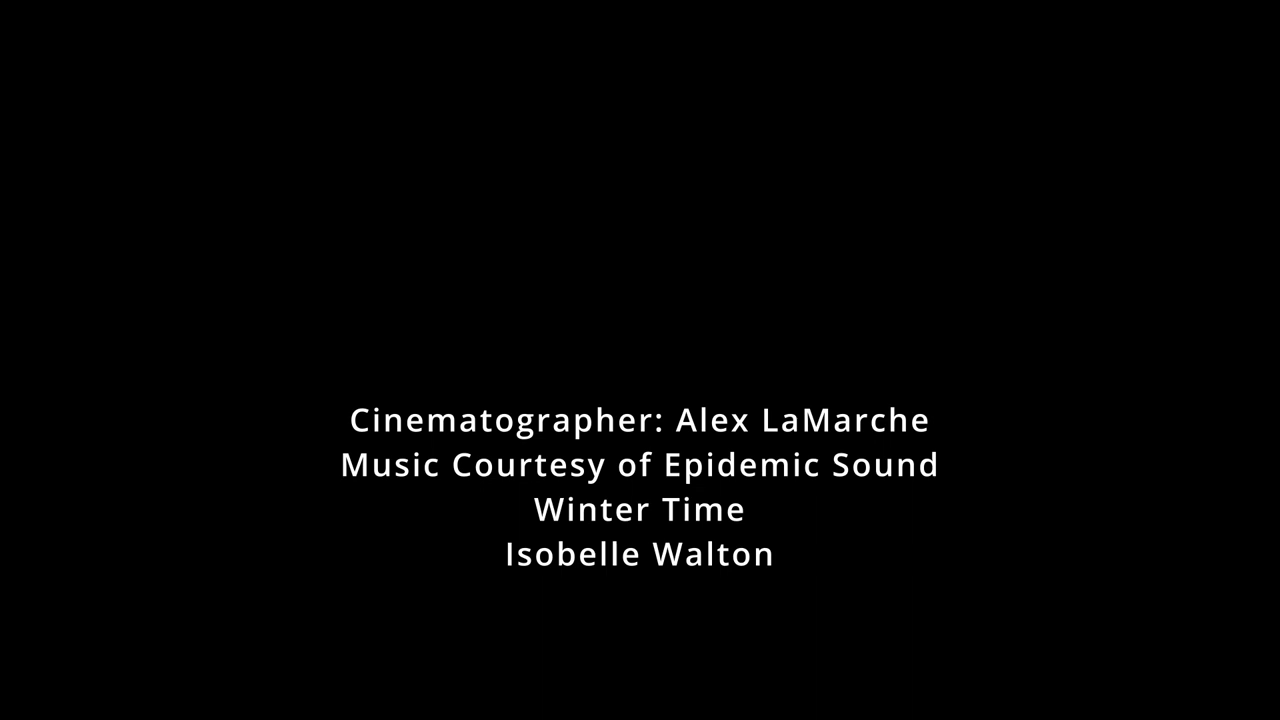 Cinematographer: Alex LaMarche
Music Courtesy of Epidemic Sound
Winter Time
Isobelle Walton